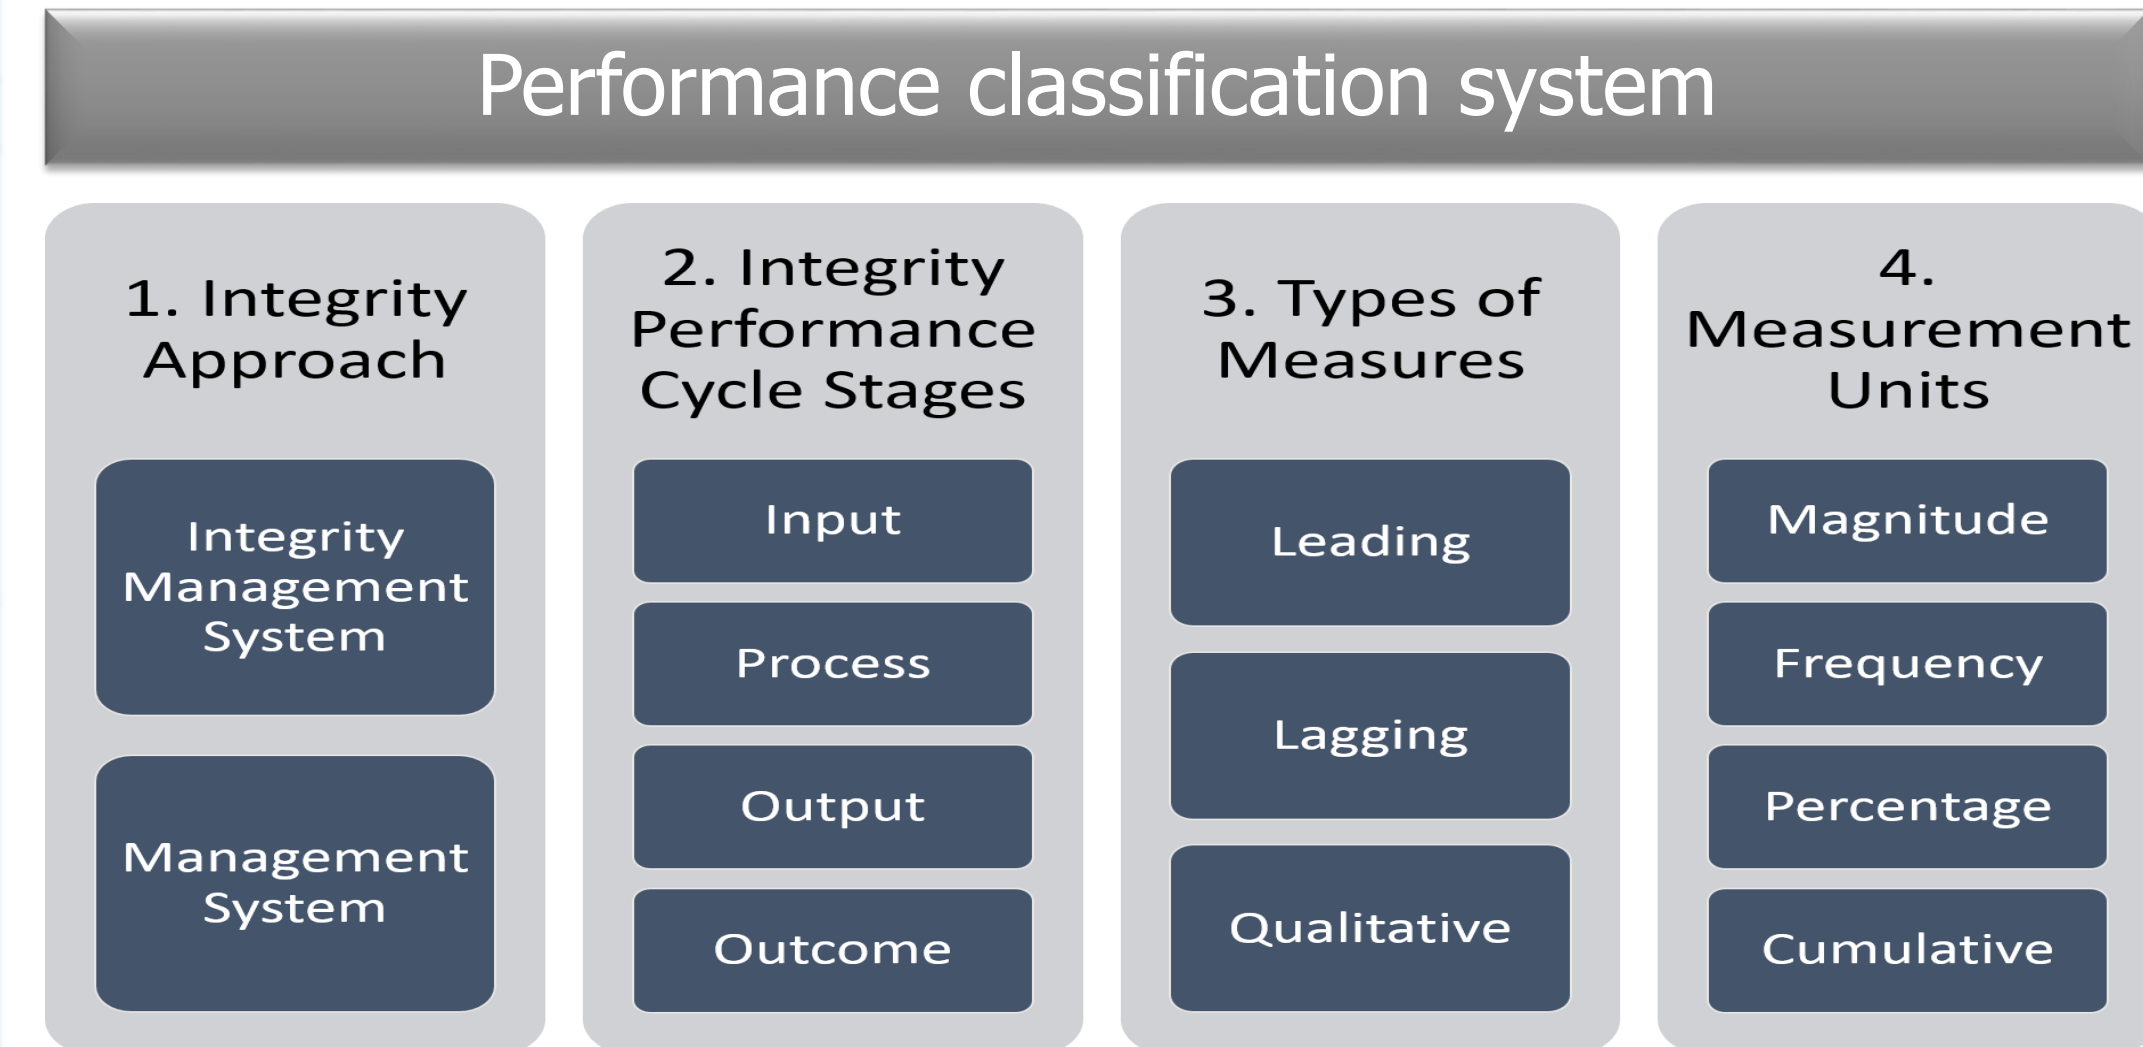 Performance classification system
1. Integrity
Approach
Integrity
Management
System
Management
System
2. Integrity
Performance
Cycle Stages
Input
Process
Output
Outcome
3. Types of
Measures
Leading
Lagging
Qualitative
4.
Measurement
Units
Magnitude
Frequency
Percentage
Cumulative